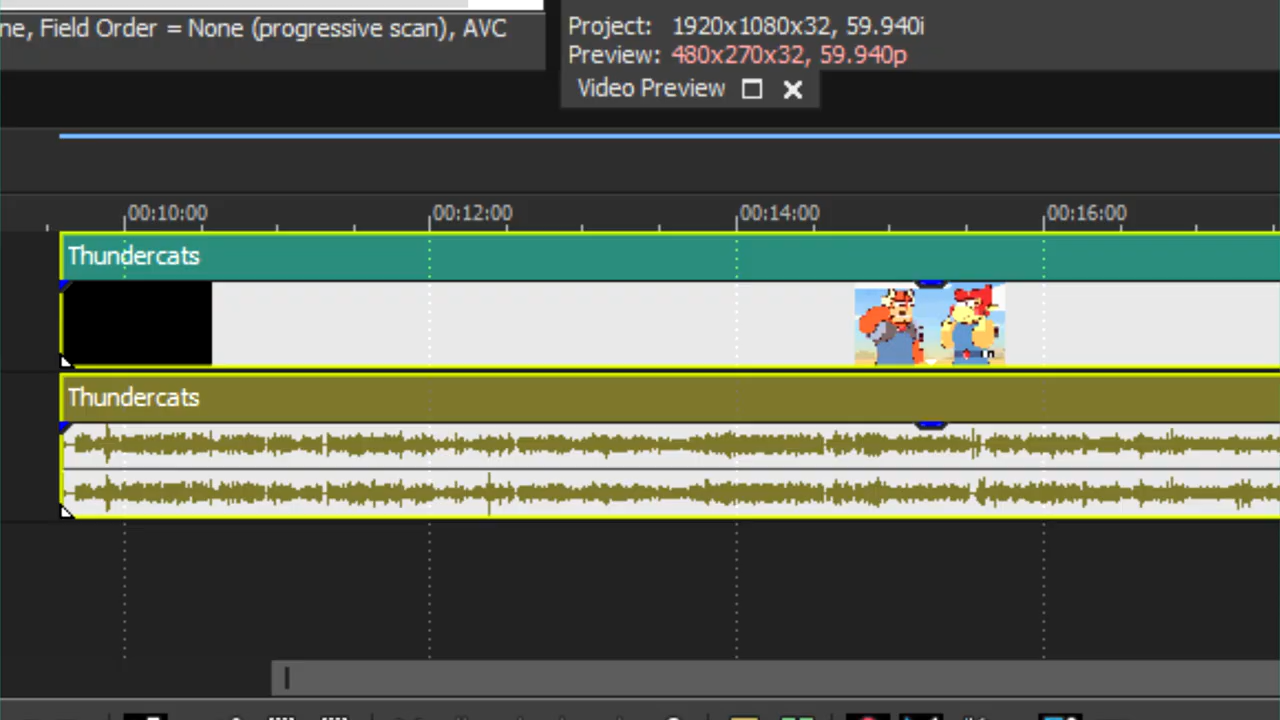 ne, Field Order = None (progressive scan), AVC
Project: 1920x1080x32, 59.940i
Preview: 480x270x32, 59.940p
Video Preview
00:10:00 00:12:00 00:14:00 00:16:00
Thundercats
Thundercats